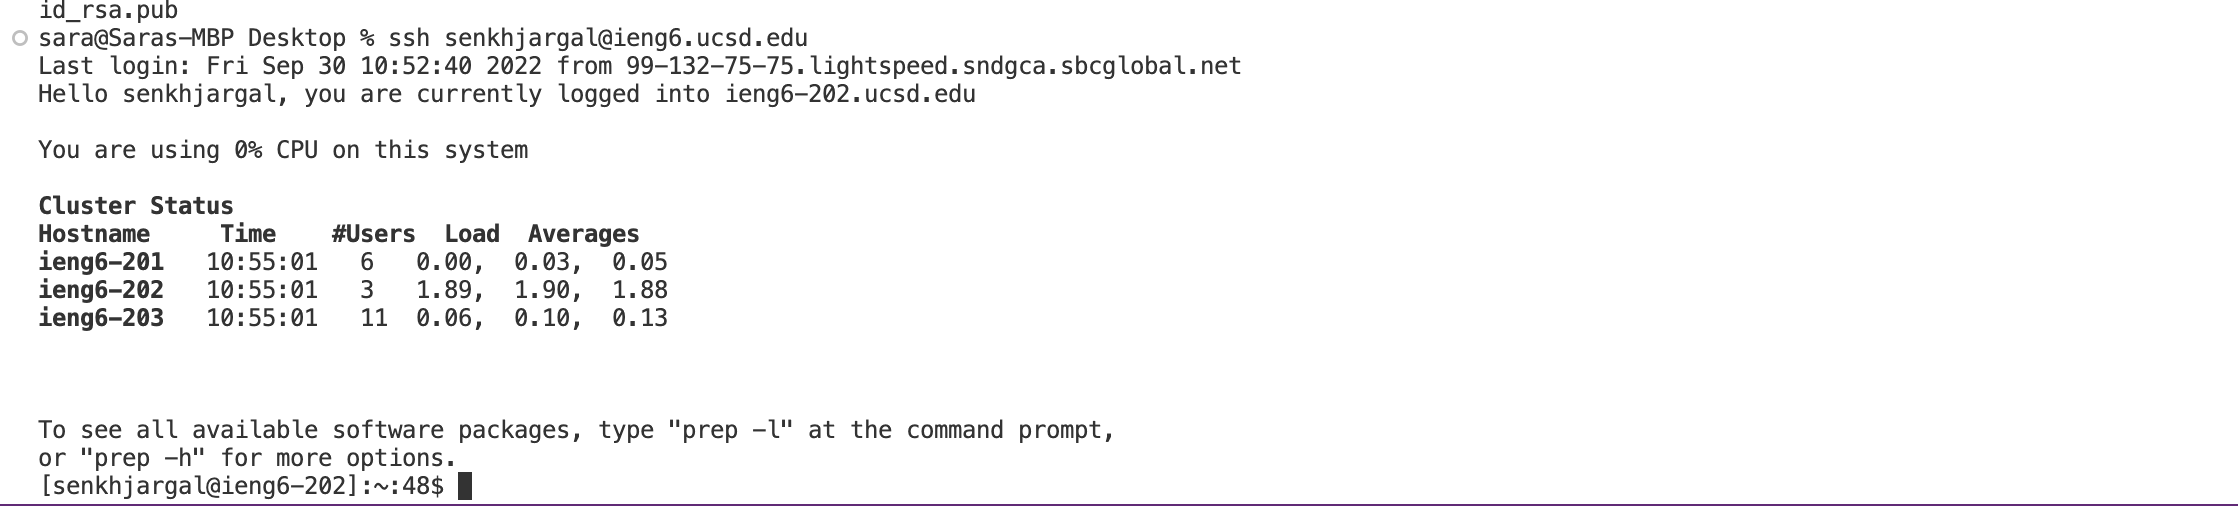 id_rsa.pub
sara@Saras-MBP Desktop % ssh senkhjargal@ieng6.ucsd.edu
Last login: Fri Sep 30 10:52:40 2022 from 99-132-75-75.lightspeed.sndgca.sbcglobal.net
Hello senkhjargal, you are currently logged into ieng6-202.ucsd.edu
You are using 0% CPU on this system
Cluster Status
Hostname     Time    #Users  Load  Averages
ieng6-201   10:55:01   6   0.00,  0.03,  0.05
ieng6-202   10:55:01   3   1.89,  1.90,  1.88
ieng6-203   10:55:01   11  0.06,  0.10,  0.13
To see all available software packages, type "prep -l" at the command prompt,
or "prep -h" for more options.
[senkhjargal@ieng6-202]:~:48$